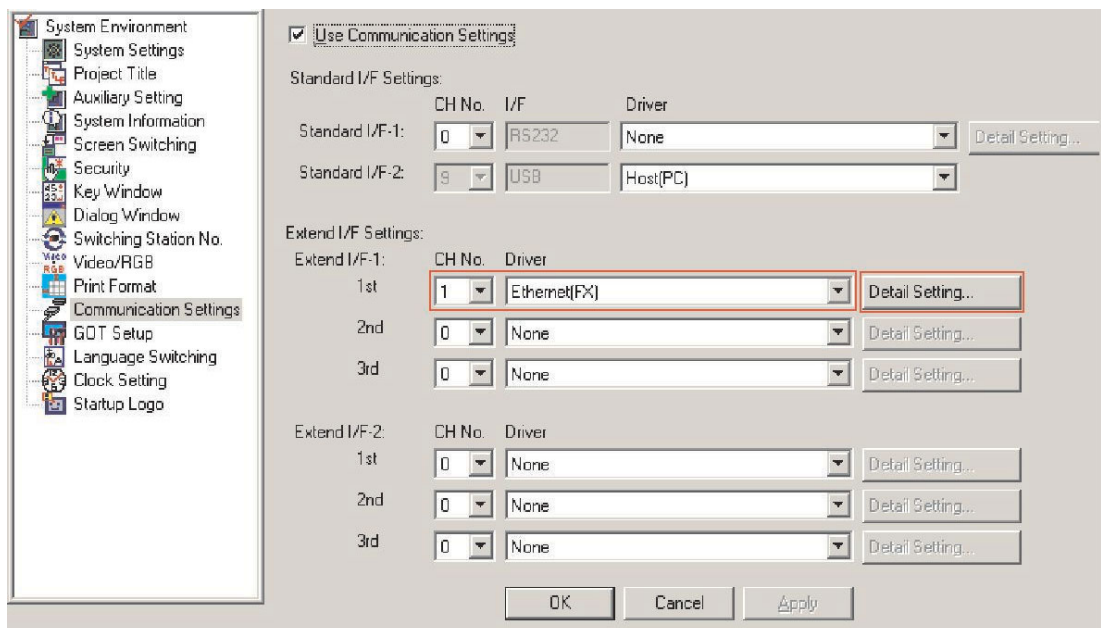 System Environment
System Settings
Project Title
Auxiliary Setting
System Information
Screen Switching
Security
Key Window
Dialog Window
Switching Station No.
Video/RGB
Print Format
Communication Settings
GOT Setup
Language Switching
Clock Setting
Startup Logo
Use Communication Settings
Standard I/F Settings:
CH No. I/F Driver
Standard I/F-1: 0 RS232 None Detail Setting...
Standard I/F-2: 9 USB Host(PC)
Extend I/F Settings:
Extend I/F-1: CH No. Driver
1st 1 Ethernet(FX) Detail Setting...
2nd 0 None Detail Setting...
3rd 0 None Detail Setting...
Extend I/F-2: CH No. Driver
1st 0 None Detail Setting...
2nd 0 None Detail Setting...
3rd 0 None Detail Setting...
OK Cancel Apply